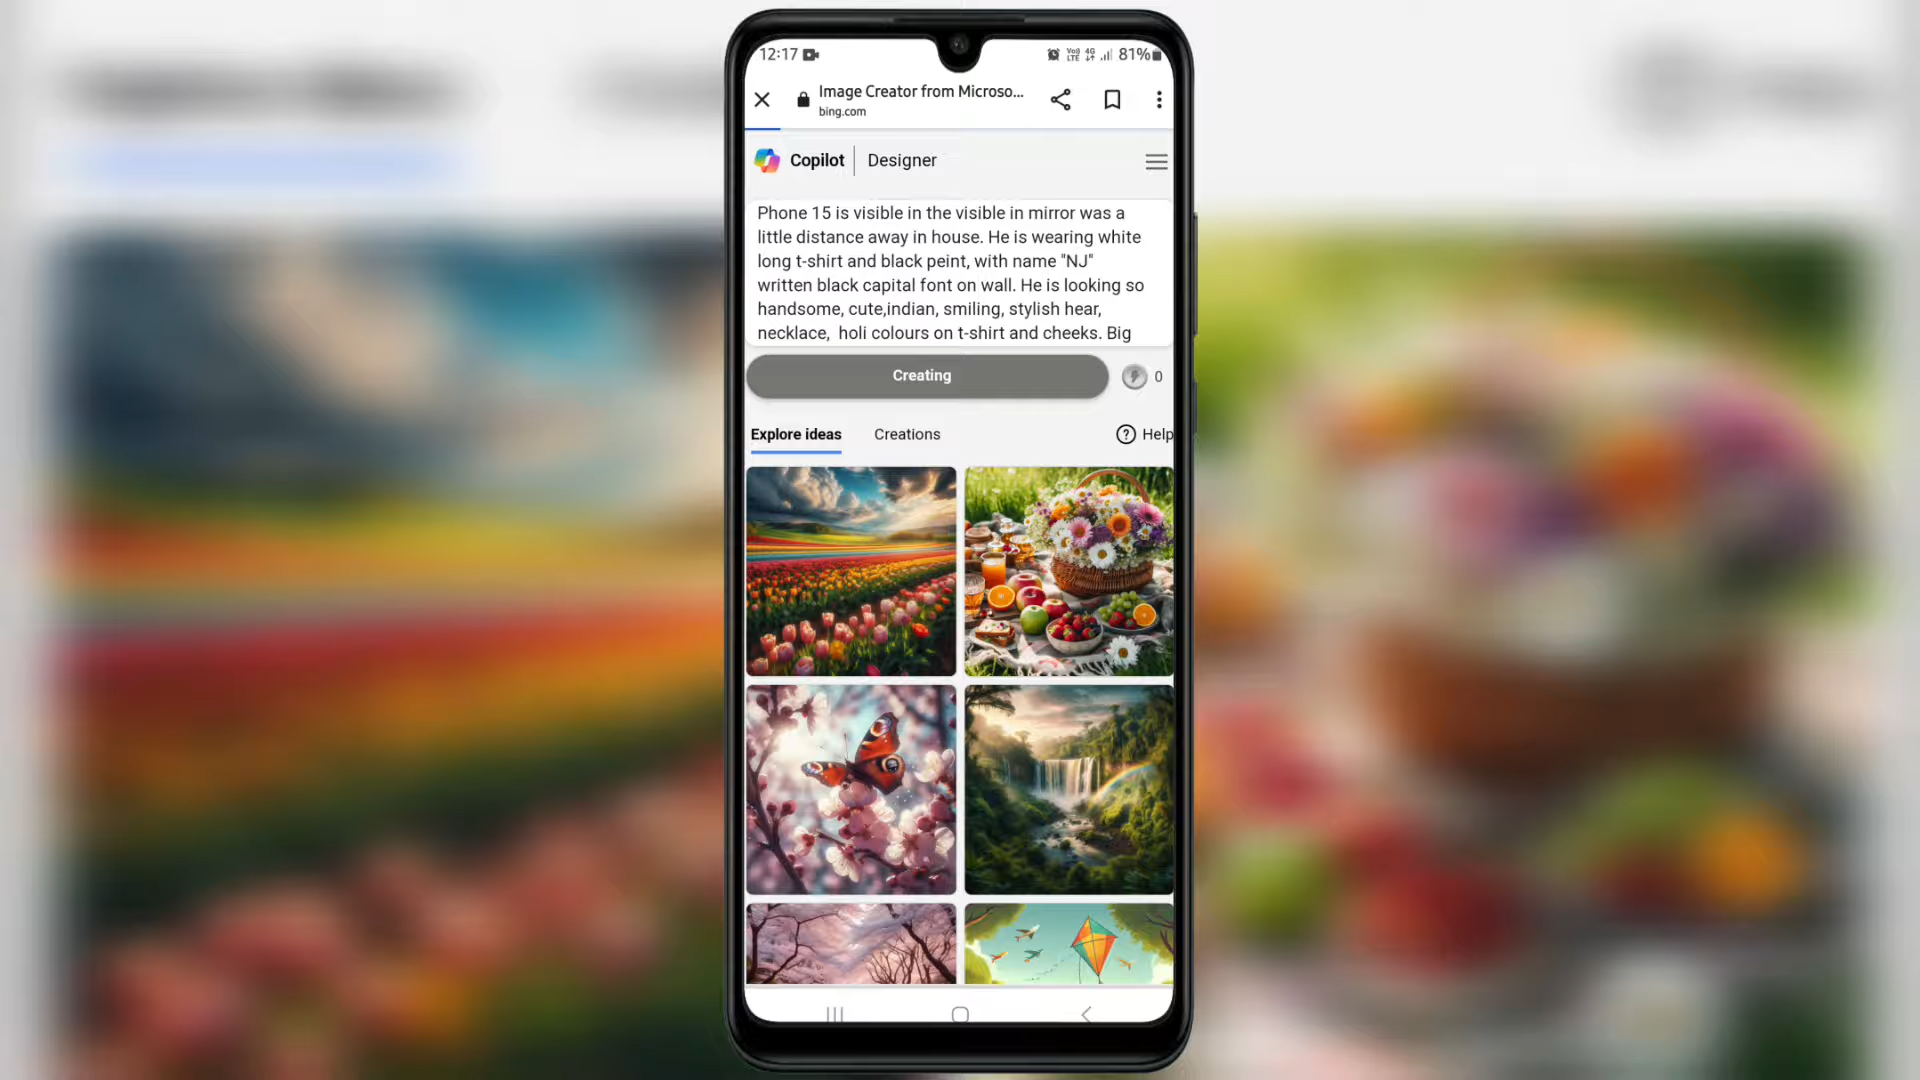 12:17
Vo)) LTE 4G 81%
Image Creator from Microso...
bing.com
Copilot | Designer
Phone 15 is visible in the visible in mirror was a
little distance away in house. He is wearing white
long t-shirt and black peint, with name "NJ"
written black capital font on wall. He is looking so
handsome, cute,indian, smiling, stylish hear,
necklace,  holi colours on t-shirt and cheeks. Big
Creating
0
Explore ideas
Creations
Help